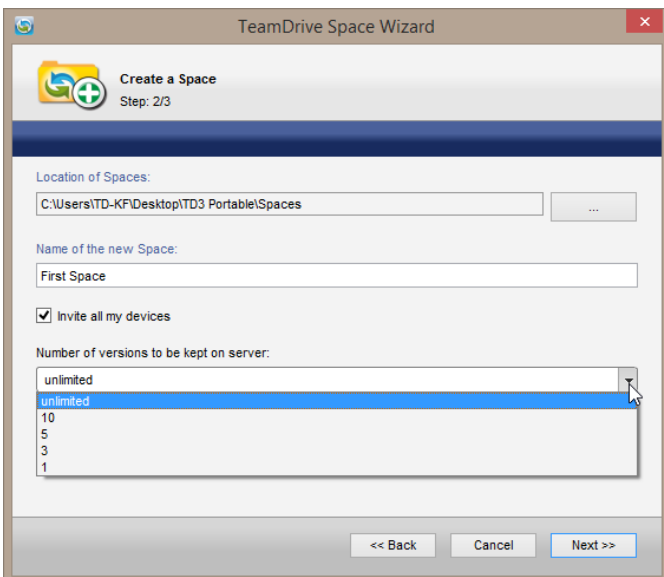 TeamDrive Space Wizard
Create a Space
Step: 2/3
Location of Spaces:
C:\Users\TD-KF\Desktop\TD3 Portable\Spaces
...
Name of the new Space:
First Space
Invite all my devices
Number of versions to be kept on server:
unlimited
unlimited
10
5
3
1
<< Back
Cancel
Next >>